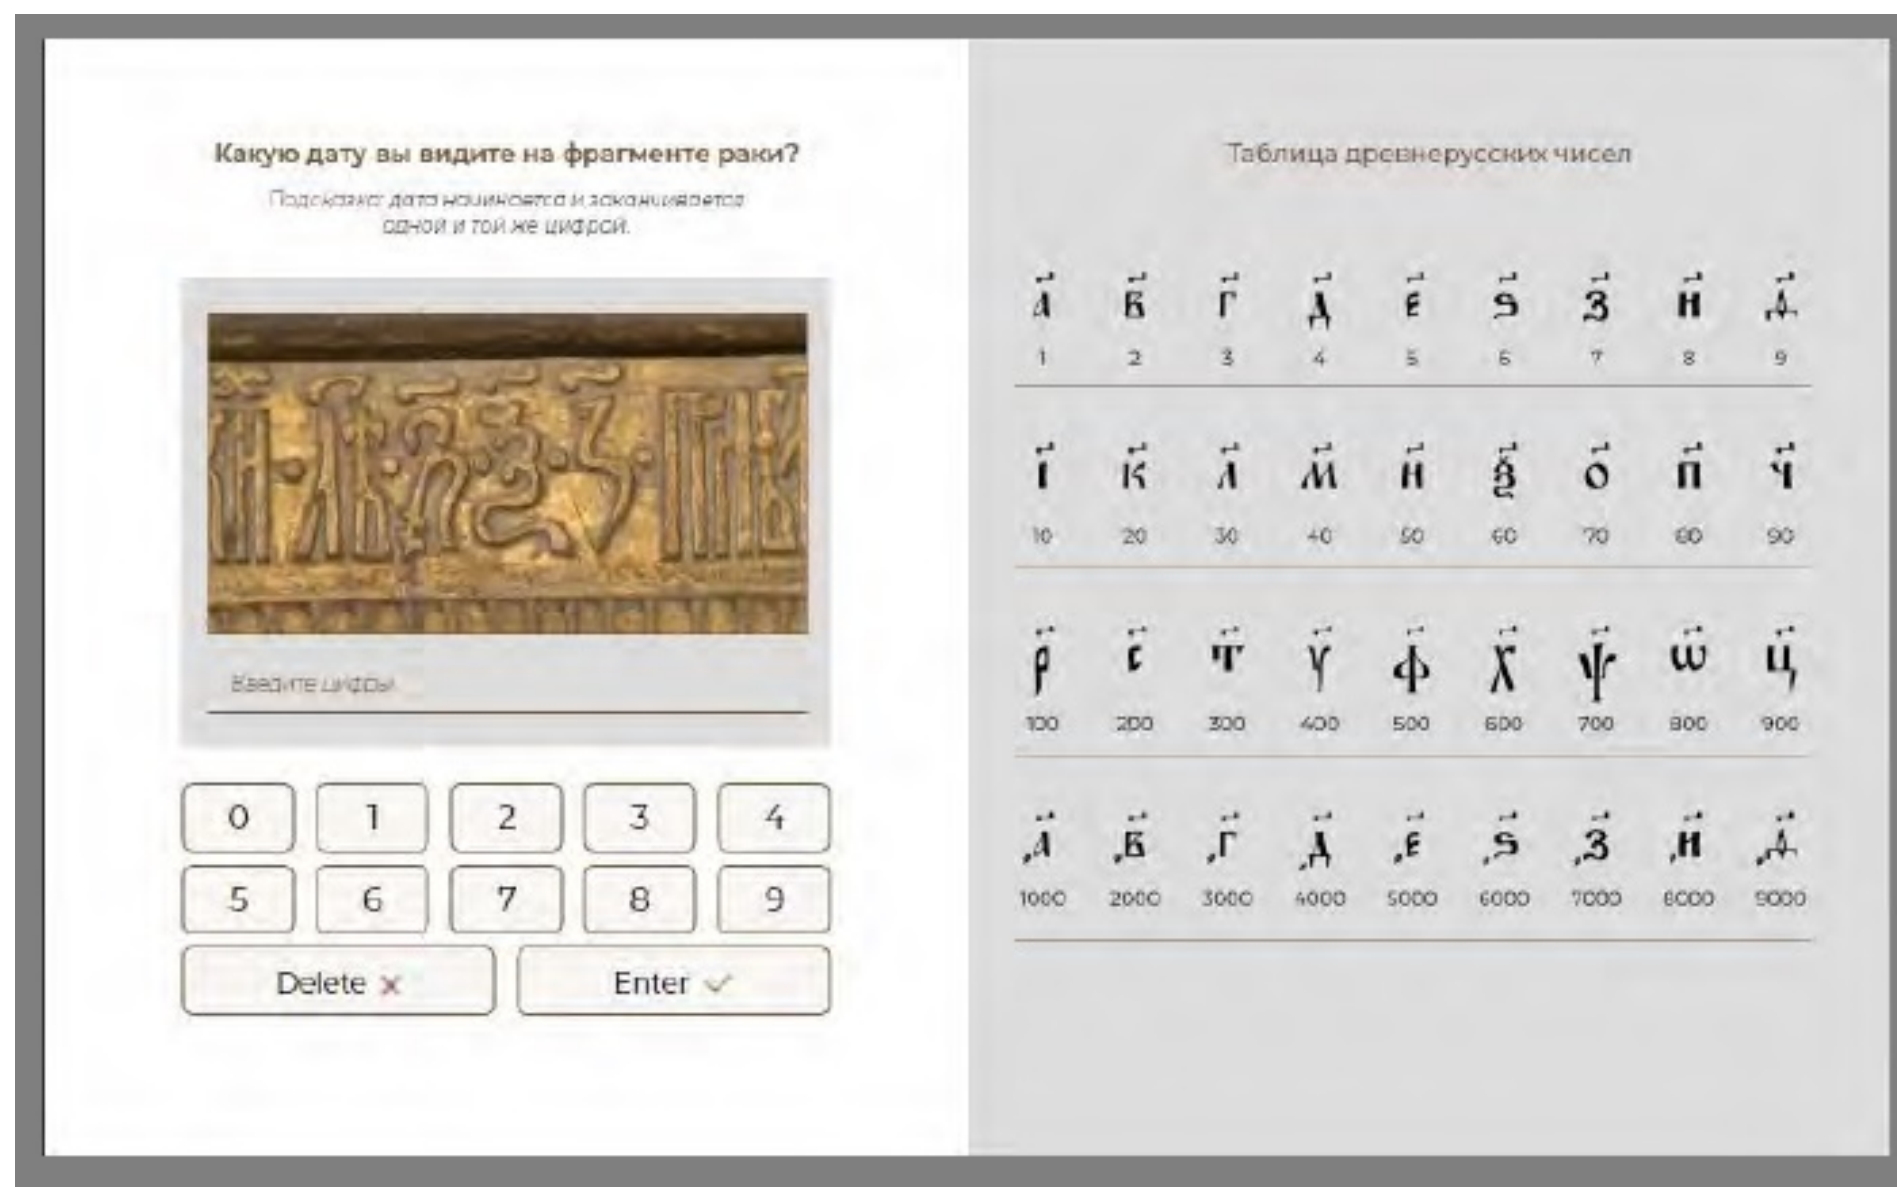 Какую дату вы видите на фрагменте раки?
Подсказка: дата начинается и заканчивается
одной и той же цифрой.
Введите цифры
0 1 2 3 4
5 6 7 8 9
Delete Enter
Таблица древнерусских чисел
А В Г Д Е Ѕ З И Ѳ
1 2 3 4 5 6 7 8 9
І К Л М Н Ѯ О П Ч
10 20 30 40 50 60 70 80 90
Р С Т У Ф Х Ѱ Ѿ Ц
100 200 300 400 500 600 700 800 900
҂А ҂В ҂Г ҂Д ҂Е ҂Ѕ ҂З ҂И ҂Ѳ
1000 2000 3000 4000 5000 6000 7000 8000 9000